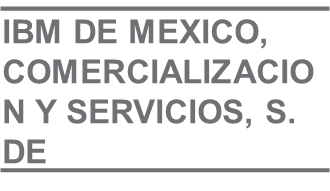 IBM DE MEXICO,
COMERCIALIZACIO
N Y SERVICIOS, S.
DE